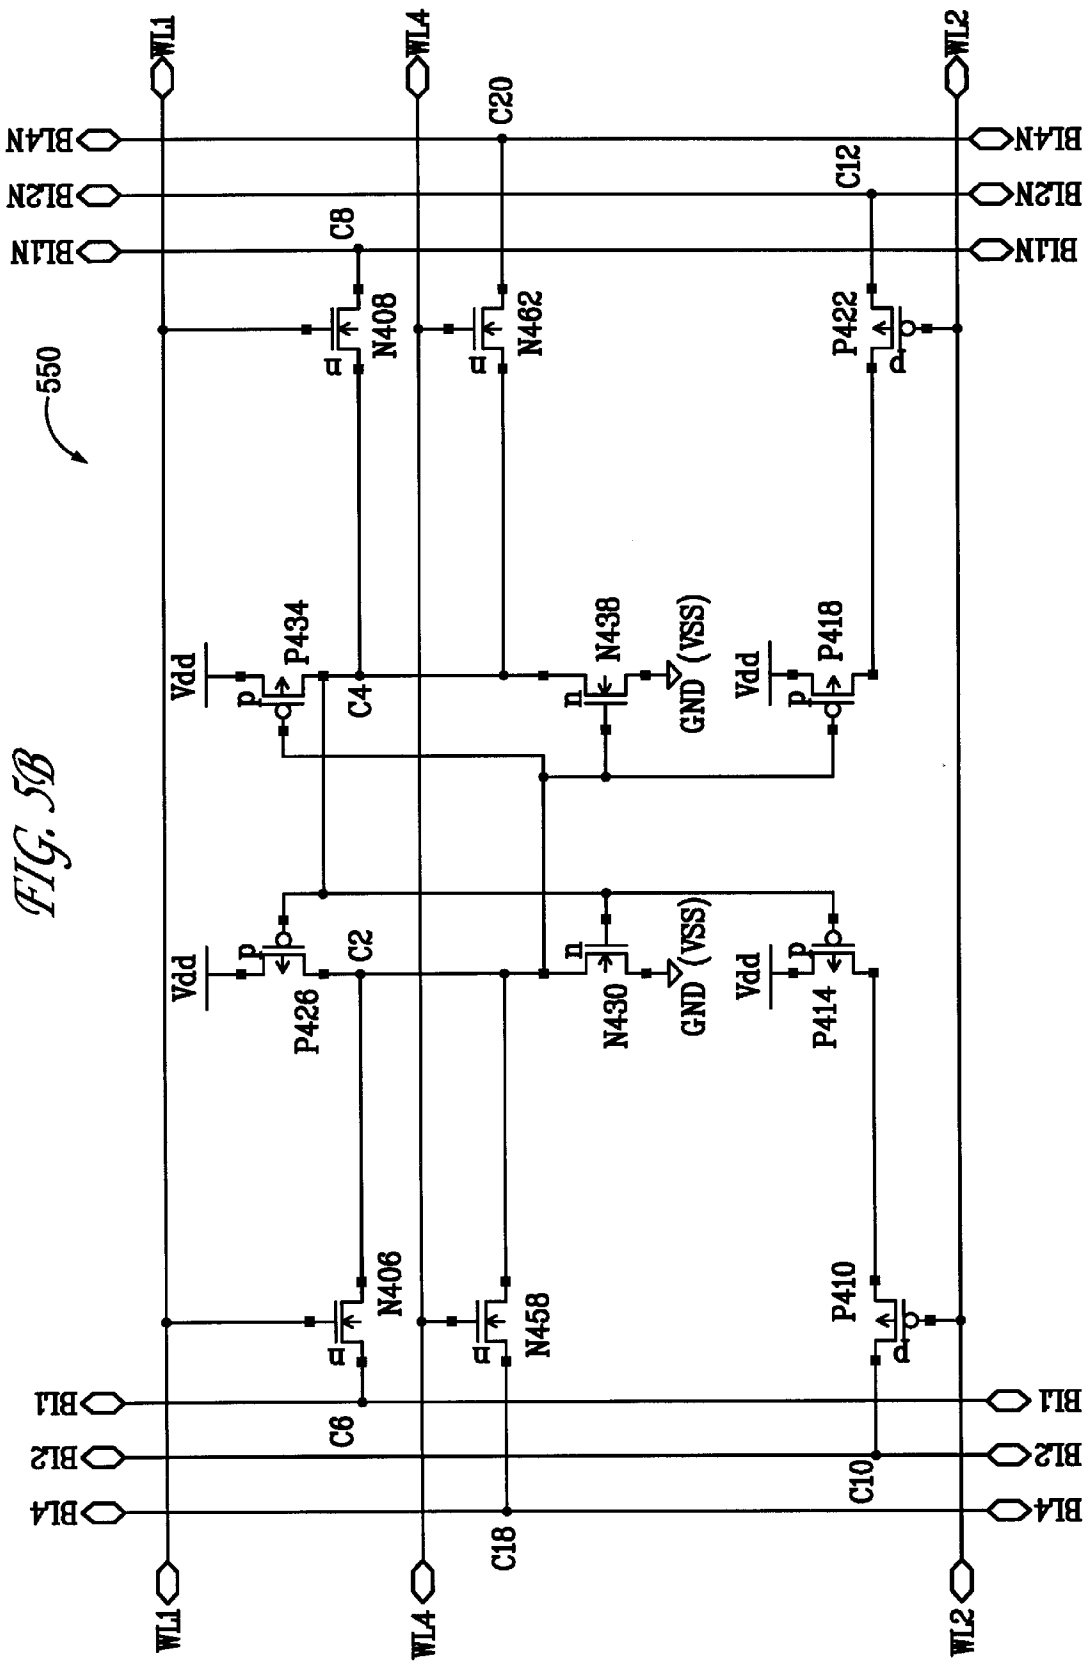 FIG. 5B
550
WL1
WL4
WL2
BL4N
BL2N
BL1N
C20
C12
C8
BL4N
BL2N
BL1N
n
N408
n
N462
P422
p
Vdd
p
P434
C4
n
N438
GND (VSS)
Vdd
p
P418
Vdd
p
P426
C2
n
N430
GND (VSS)
Vdd
p
P414
n
N406
n
N458
P410
p
BL1
BL2
BL4
C6
C18
C10
BL1
BL2
BL4
WL1
WL4
WL2